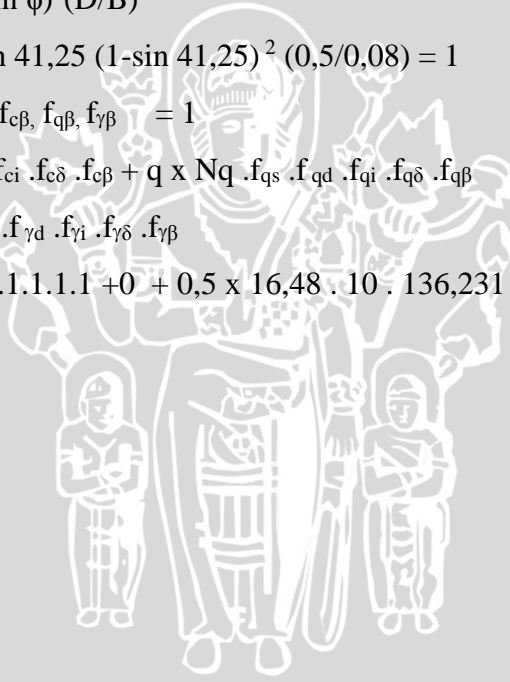 φ) (D/B)
41,25 (1-sin 41,25) ² (0,5/0,08) = 1
fcβ, fqβ, fγβ = 1
fci .fcδ .fcβ + q x Nq .fqs .f qd .fqi .fqδ .fqβ
.f γd .fγi .fγδ .fγβ
.1.1.1.1 +0 + 0,5 x 16,48 . 10 . 136,231